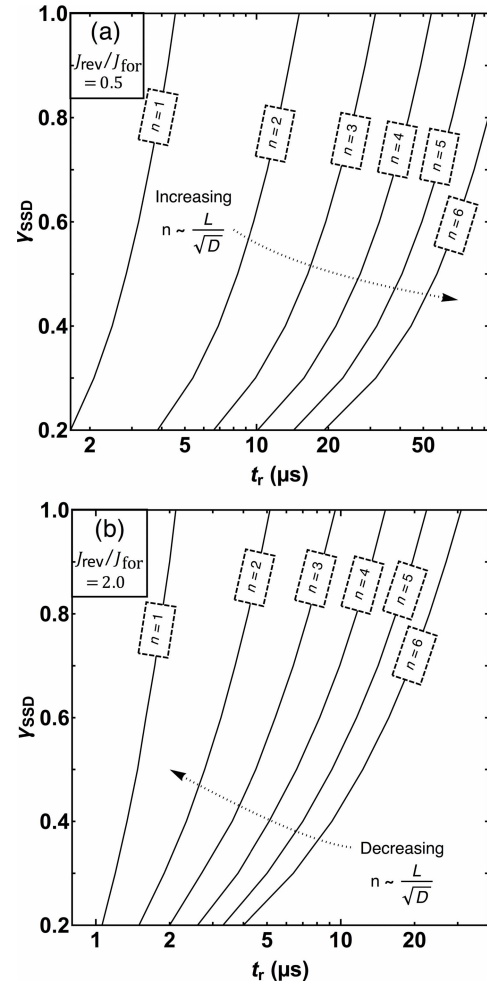 (a)
J_rev/J_for
= 0.5
1.0
0.8
0.6
0.4
0.2
γSSD
n = 1
n = 2
n = 3
n = 4
n = 5
n = 6
Increasing
n ~ L/√D
2 5 10 20 50
t_r (μs)
(b)
J_rev/J_for
= 2.0
1.0
0.8
0.6
0.4
0.2
γSSD
n = 1
n = 2
n = 3
n = 4
n = 5
n = 6
Decreasing
n ~ L/√D
1 2 5 10 20
t_r (μs)